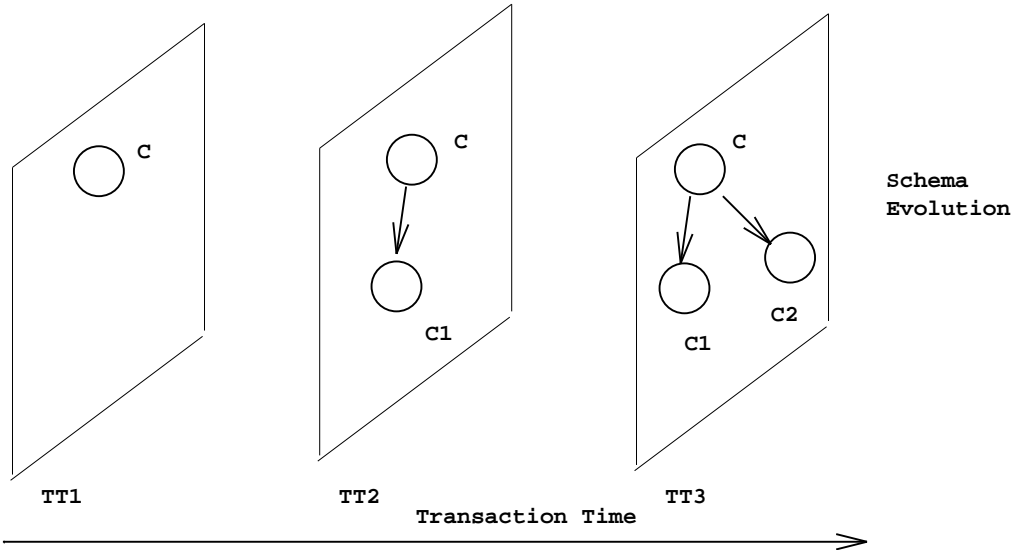 C
C
C
Schema
Evolution
C1
C2
C1
TT1
TT2
TT3
Transaction Time